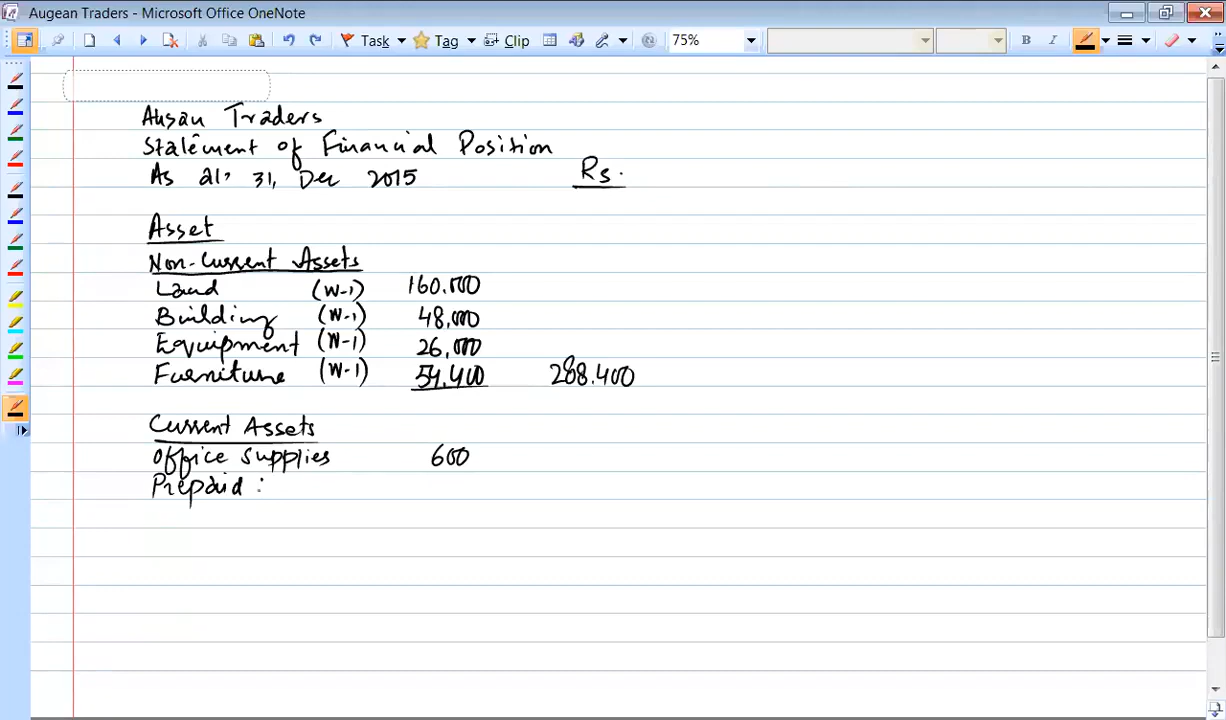 Augean Traders - Microsoft Office OneNote
Task Tag Clip 75% B I
Ahsan Traders
Statement of Financial Position
As at, 31, Dec 2015 Rs.
Asset
Non-Current Assets
Land (W-1) 160.000
Building (W-1) 48,000
Equipment (W-1) 26,000
Furniture (W-1) 54.400 288.400
Current Assets
Office Supplies 600
Prepaid :